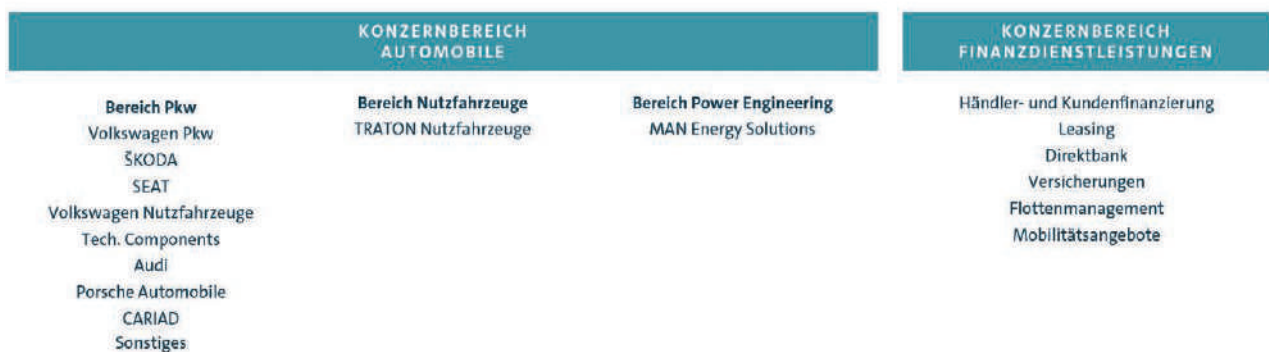 KONZERNBEREICH
AUTOMOBILE
Bereich Pkw
Volkswagen Pkw
ŠKODA
SEAT
Volkswagen Nutzfahrzeuge
Tech. Components
Audi
Porsche Automobile
CARIAD
Sonstiges
Bereich Nutzfahrzeuge
TRATON Nutzfahrzeuge
Bereich Power Engineering
MAN Energy Solutions
KONZERNBEREICH
FINANZDIENSTLEISTUNGEN
Händler- und Kundenfinanzierung
Leasing
Direktbank
Versicherungen
Flottenmanagement
Mobilitätsangebote